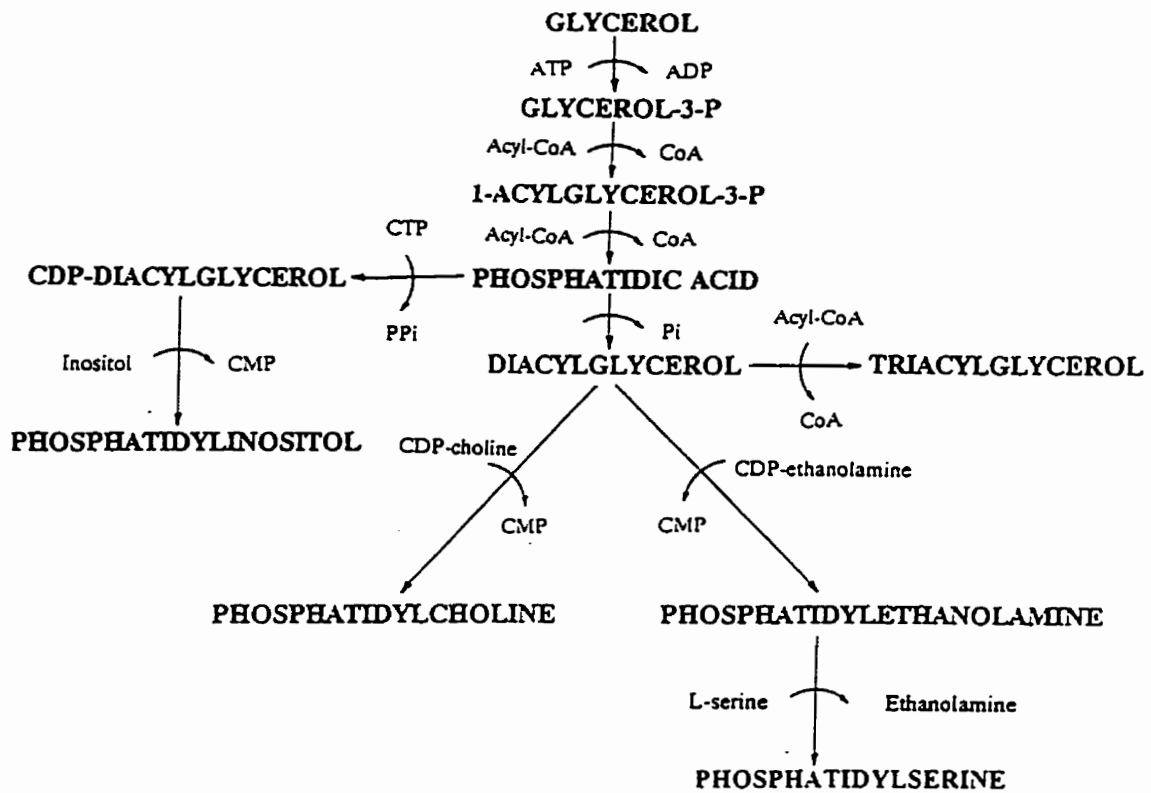 GLYCEROL
ATP ADP
GLYCEROL-3-P
Acyl-CoA CoA
1-ACYLGLYCEROL-3-P
CTP
Acyl-CoA CoA
CDP-DIACYLGLYCEROL PHOSPHATIDIC ACID
PPi Pi Acyl-CoA
Inositol CMP DIACYLGLYCEROL TRIACYLGLYCEROL
CoA
PHOSPHATIDYLINOSITOL CDP-choline CDP-ethanolamine
CMP CMP
PHOSPHATIDYLCHOLINE PHOSPHATIDYLETHANOLAMINE
L-serine Ethanolamine
PHOSPHATIDYLSERINE